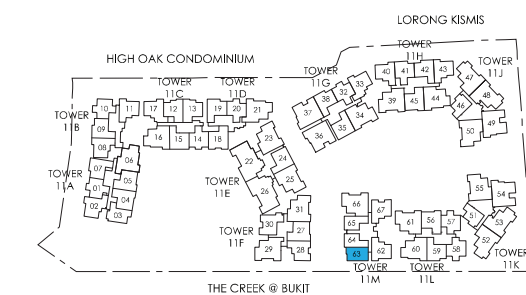 LORONG KISMIS
HIGH OAK CONDOMINIUM
TOWER
11H
TOWER
11G
TOWER
11J
TOWER
11C
TOWER
11D
TOWER
11B
TOWER
11A
TOWER
11E
TOWER
11F
TOWER
11M
TOWER
11L
TOWER
11K
40 41 42 43
47
48
46
49
50
39 45 44
37 38 32 33
36 35 34
10 11
09
08
17 12 13
19 20 21
16 15 14 18
07 06
01 05
02 04
03
23
22 24
25
26
31
30 27
29 28
66
65 67
64
63 62
61 56 57
60 59 58
55 54
51 53
52
THE CREEK @ BUKIT